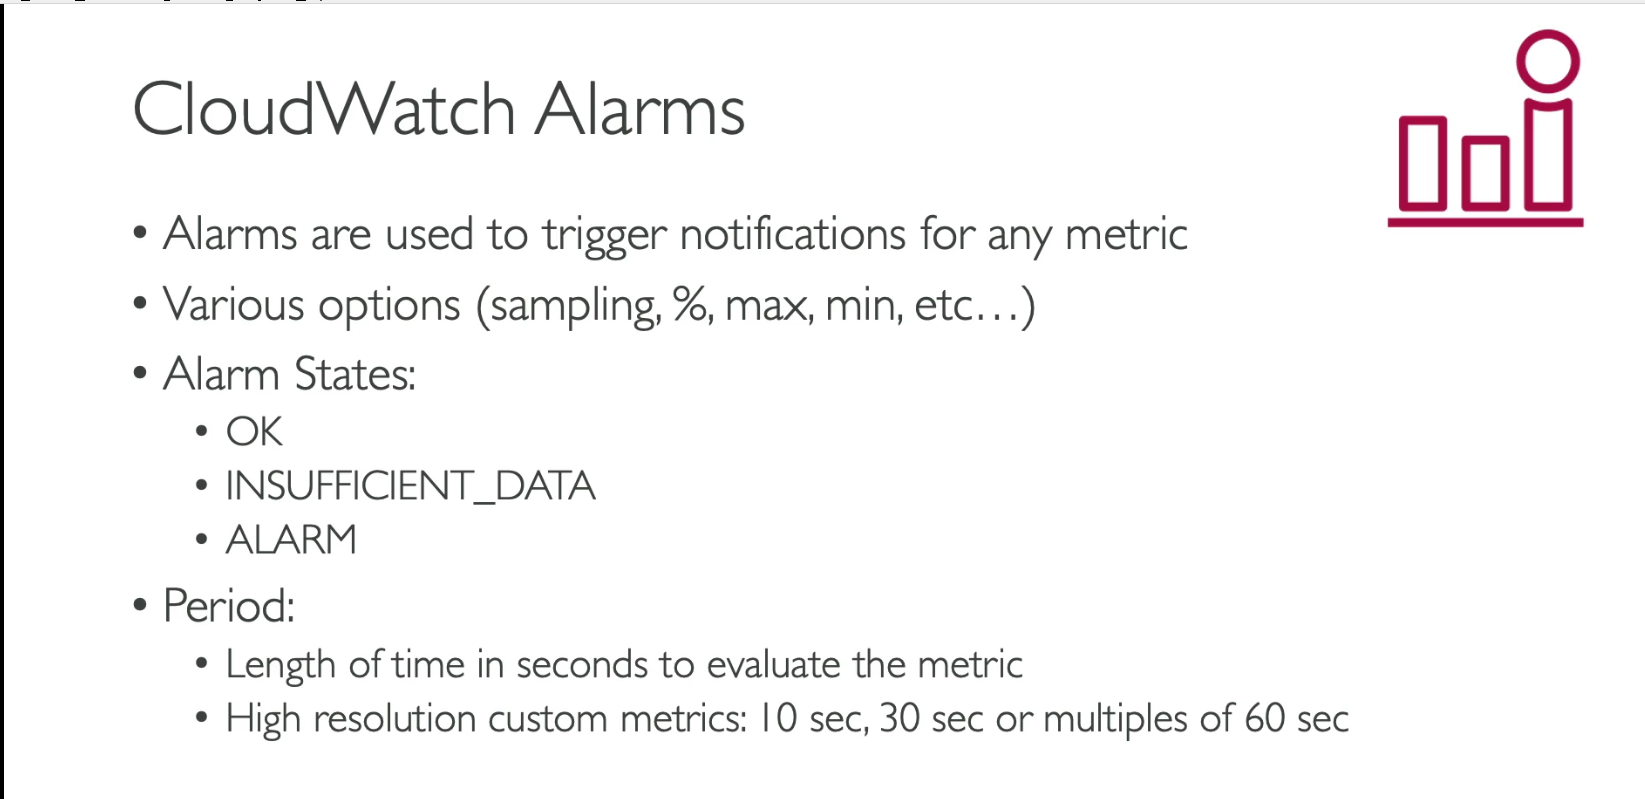 CloudWatch Alarms
• Alarms are used to trigger notifications for any metric
• Various options (sampling, %, max, min, etc…)
• Alarm States:
• OK
• INSUFFICIENT_DATA
• ALARM
• Period:
• Length of time in seconds to evaluate the metric
• High resolution custom metrics: 10 sec, 30 sec or multiples of 60 sec